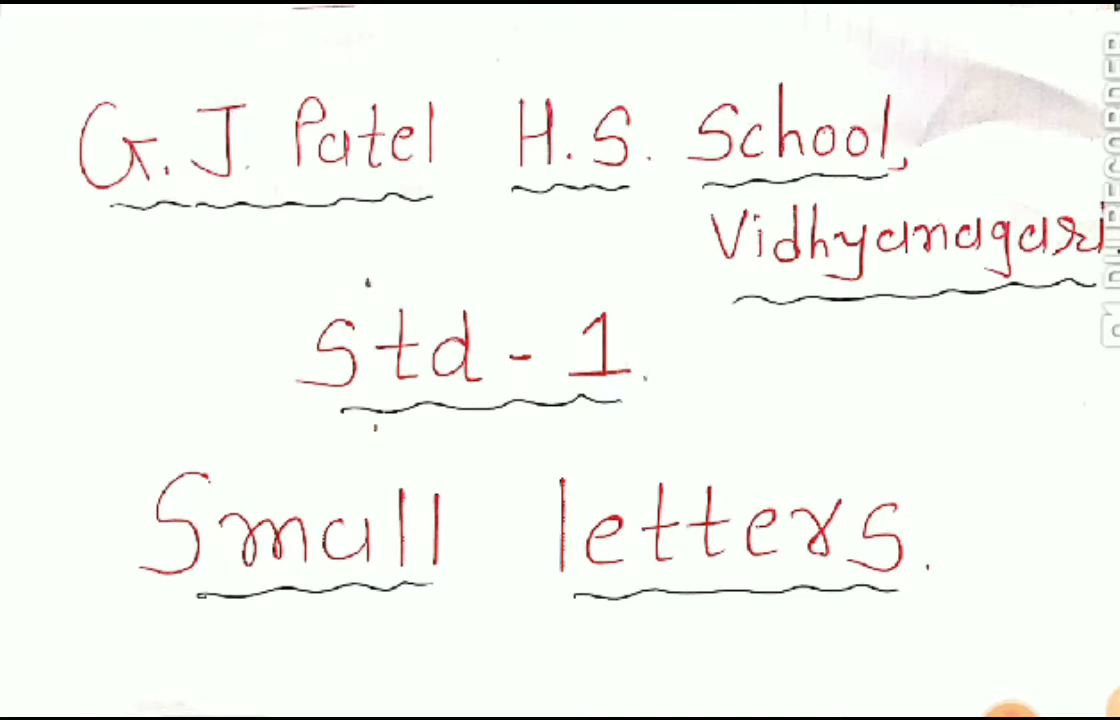 G.J. Patel H.S. School,
Vidhyanagari.
Std - 1.
Small letters.